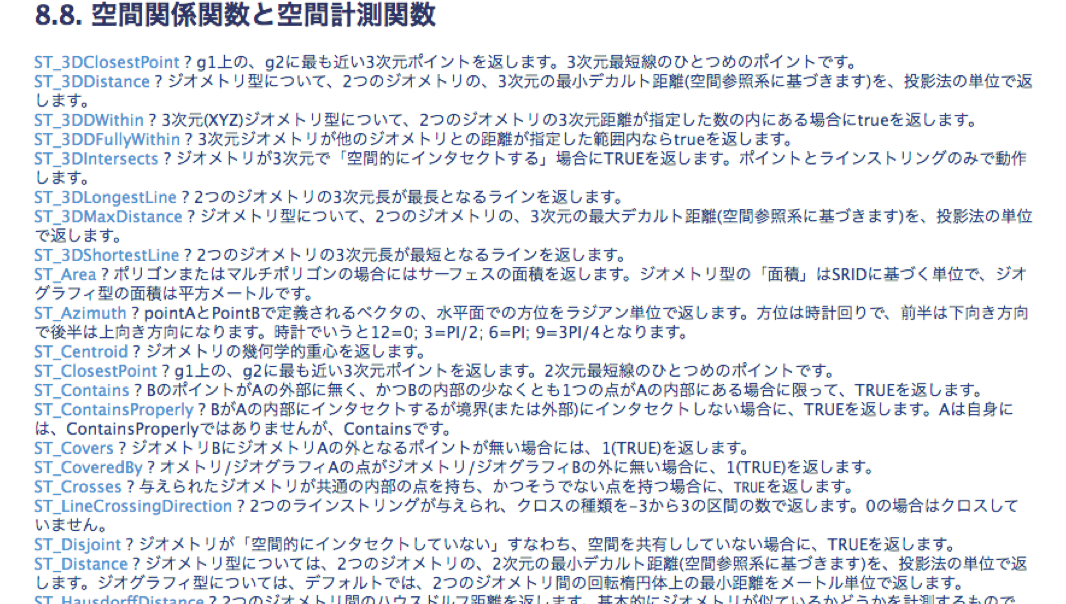 8.8. 空間関係関数と空間計測関数
ST_3DClosestPoint ? g1上の、g2に最も近い3次元ポイントを返します。3次元最短線のひとつめのポイントです。
ST_3DDistance ? ジオメトリ型について、2つのジオメトリの、3次元の最小デカルト距離(空間参照系に基づきます)を、投影法の単位で返
します。
ST_3DDWithin ? 3次元(XYZ)ジオメトリ型について、2つのジオメトリの3次元距離が指定した数の内にある場合にtrueを返します。
ST_3DDFullyWithin ? 3次元ジオメトリが他のジオメトリとの距離が指定した範囲内ならtrueを返します。
ST_3DIntersects ? ジオメトリが3次元で「空間的にインタセクトする」場合にTRUEを返します。ポイントとラインストリングのみで動作
します。
ST_3DLongestLine ? 2つのジオメトリの3次元長が最長となるラインを返します。
ST_3DMaxDistance ? ジオメトリ型について、2つのジオメトリの、3次元の最大デカルト距離(空間参照系に基づきます)を、投影法の単位
で返します。
ST_3DShortestLine ? 2つのジオメトリの3次元長が最短となるラインを返します。
ST_Area ? ポリゴンまたはマルチポリゴンの場合にはサーフェスの面積を返します。ジオメトリ型の「面積」はSRIDに基づく単位で、ジオ
グラフィ型の面積は平方メートルです。
ST_Azimuth ? pointAとPointBで定義されるベクタの、水平面での方位をラジアン単位で返します。方位は時計回りで、前半は下向き方向
で後半は上向き方向になります。時計でいうと12=0; 3=PI/2; 6=PI; 9=3PI/4となります。
ST_Centroid ? ジオメトリの幾何学的重心を返します。
ST_ClosestPoint ? g1上の、g2に最も近い3次元ポイントを返します。2次元最短線のひとつめのポイントです。
ST_Contains ? BのポイントがAの外部に無く、かつBの内部の少なくとも1つの点がAの内部にある場合に限って、TRUEを返します。
ST_ContainsProperly ? BがAの内部にインタセクトするが境界(または外部)にインタセクトしない場合に、TRUEを返します。Aは自身に
は、ContainsProperlyではありませんが、Containsです。
ST_Covers ? ジオメトリBにジオメトリAの外となるポイントが無い場合には、1(TRUE)を返します。
ST_CoveredBy ? オメトリ/ジオグラフィAの点がジオメトリ/ジオグラフィBの外に無い場合に、1(TRUE)を返します。
ST_Crosses ? 与えられたジオメトリが共通の内部の点を持ち、かつそうでない点を持つ場合に、TRUEを返します。
ST_LineCrossingDirection ? 2つのラインストリングが与えられ、クロスの種類を-3から3の区間の数で返します。0の場合はクロスして
いません。
ST_Disjoint ? ジオメトリが「空間的にインタセクトしていない」すなわち、空間を共有ししていない場合に、TRUEを返します。
ST_Distance ? ジオメトリ型については、2つのジオメトリの、2次元の最小デカルト距離(空間参照系に基づきます)を、投影法の単位で返
します。ジオグラフィ型については、デフォルトでは、2つのジオメトリ間の回転楕円体上の最小距離をメートル単位で返します。
ST_HausdorffDistance ? 2つのジオメトリ間のハウスドルフ距離を返します。基本的にジオメトリが似ているかどうかを計測するもので